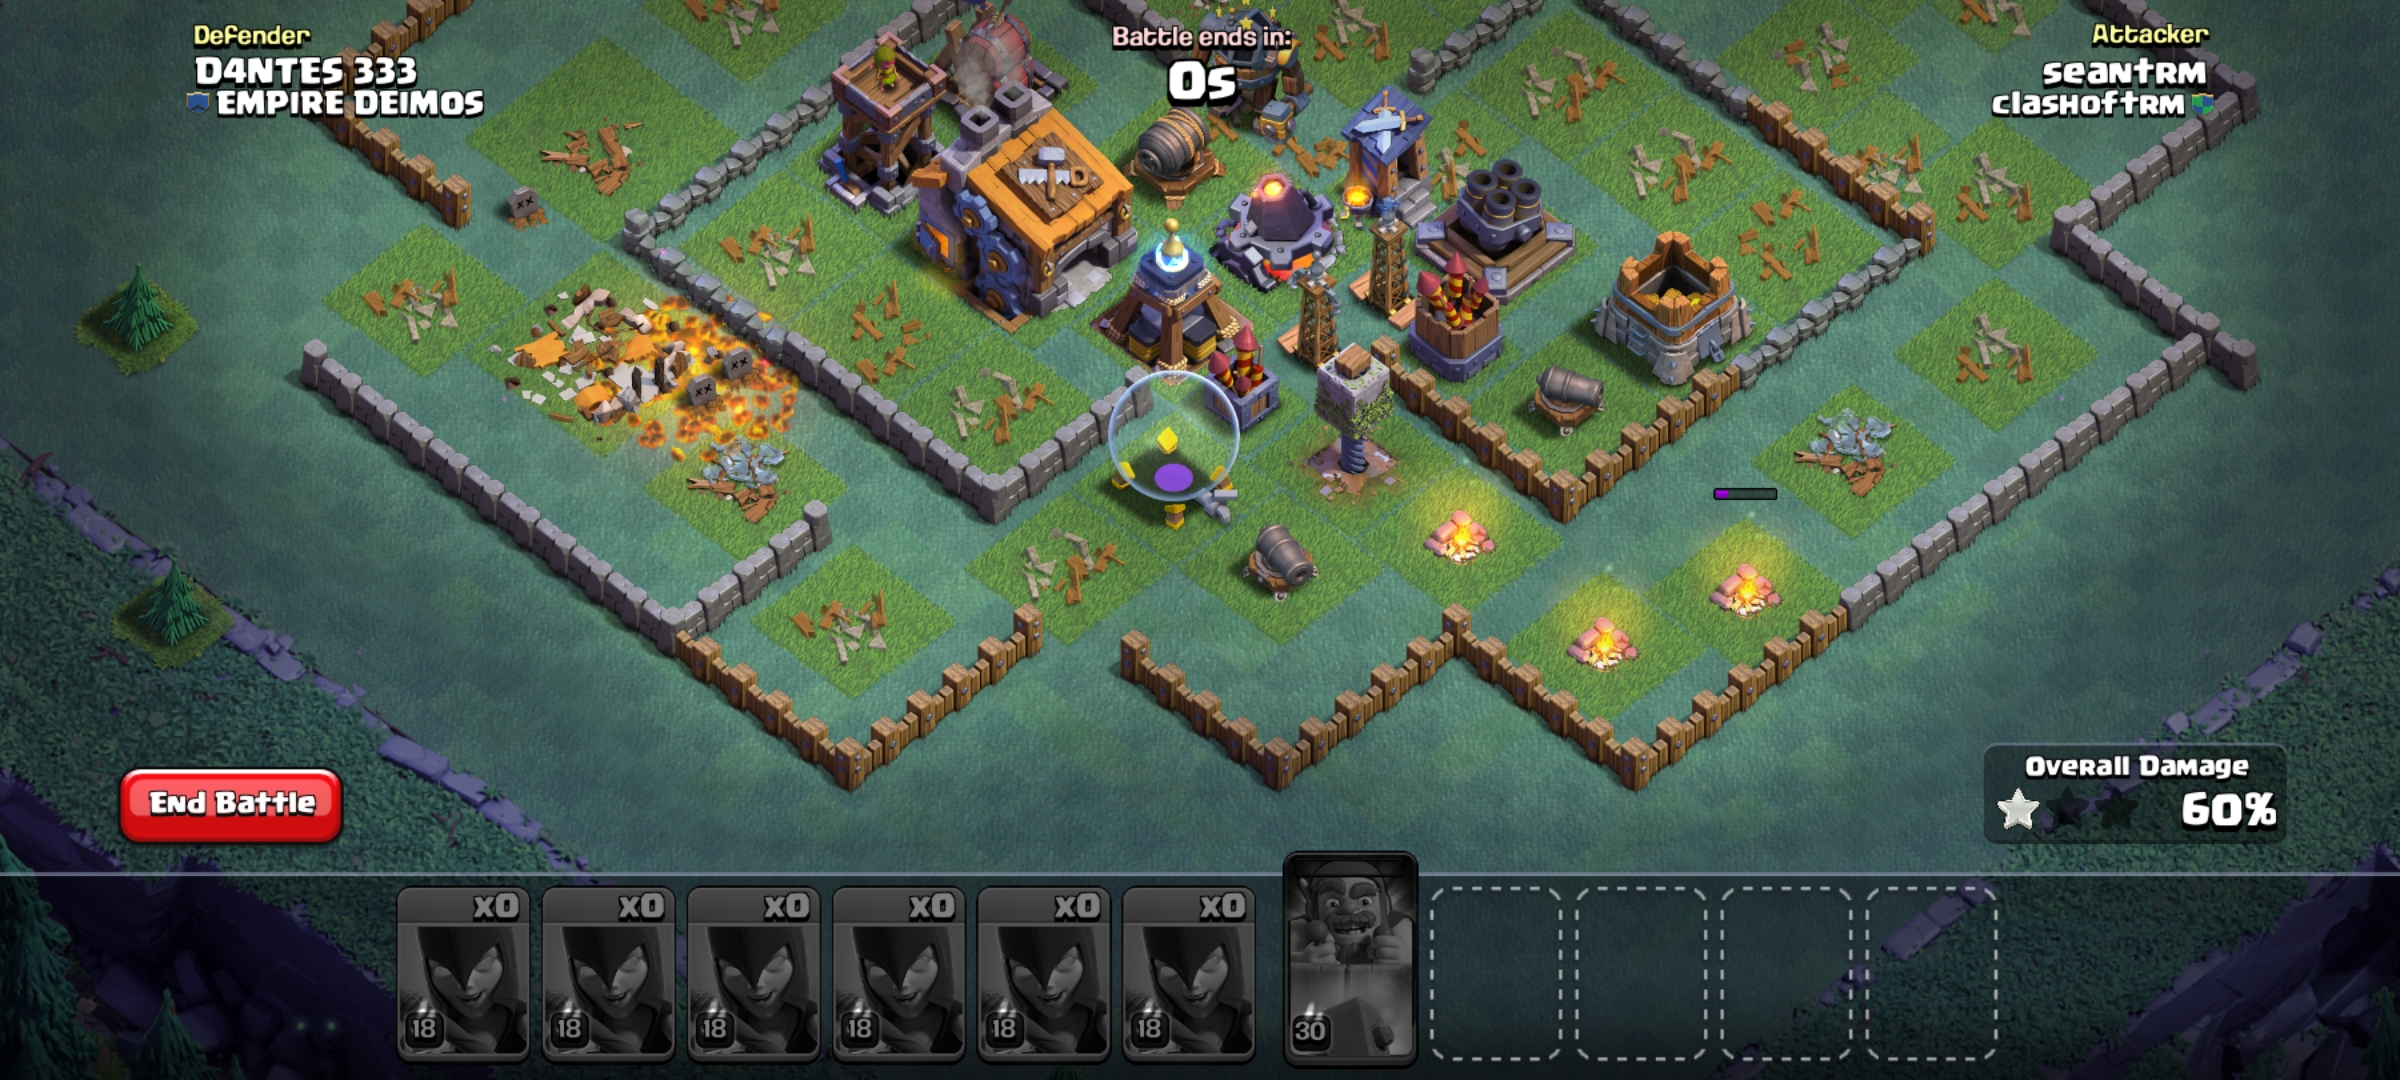 Defender
D4NTES 333
EMPIRE DEIMOS
Battle ends in:
0s
Attacker
seantRM
clashoftRM
End Battle
Overall Damage
60%
x0
x0
x0
x0
x0
x0
18
18
18
18
18
18
30